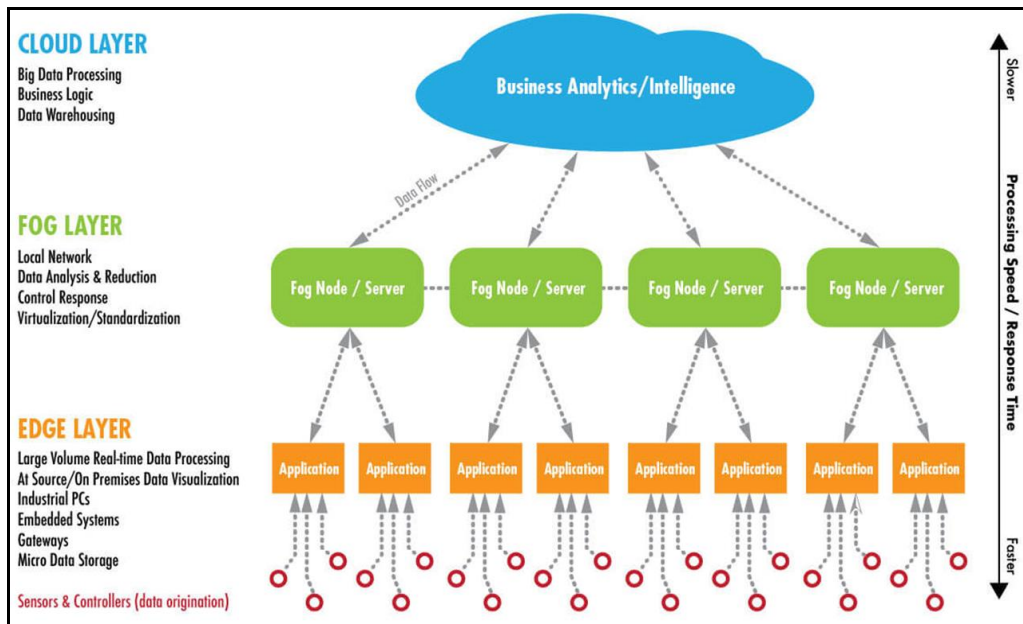 CLOUD LAYER
Big Data Processing
Business Logic
Data Warehousing
Business Analytics/Intelligence
Slower
Data Flow
FOG LAYER
Local Network
Data Analysis & Reduction
Control Response
Virtualization/Standardization
Fog Node / Server
Fog Node / Server
Fog Node / Server
Fog Node / Server
Processing Speed / Response Time
EDGE LAYER
Large Volume Real-time Data Processing
At Source/On Premises Data Visualization
Industrial PCs
Embedded Systems
Gateways
Micro Data Storage
Application
Application
Application
Application
Application
Application
Application
Application
Faster
Sensors & Controllers (data origination)